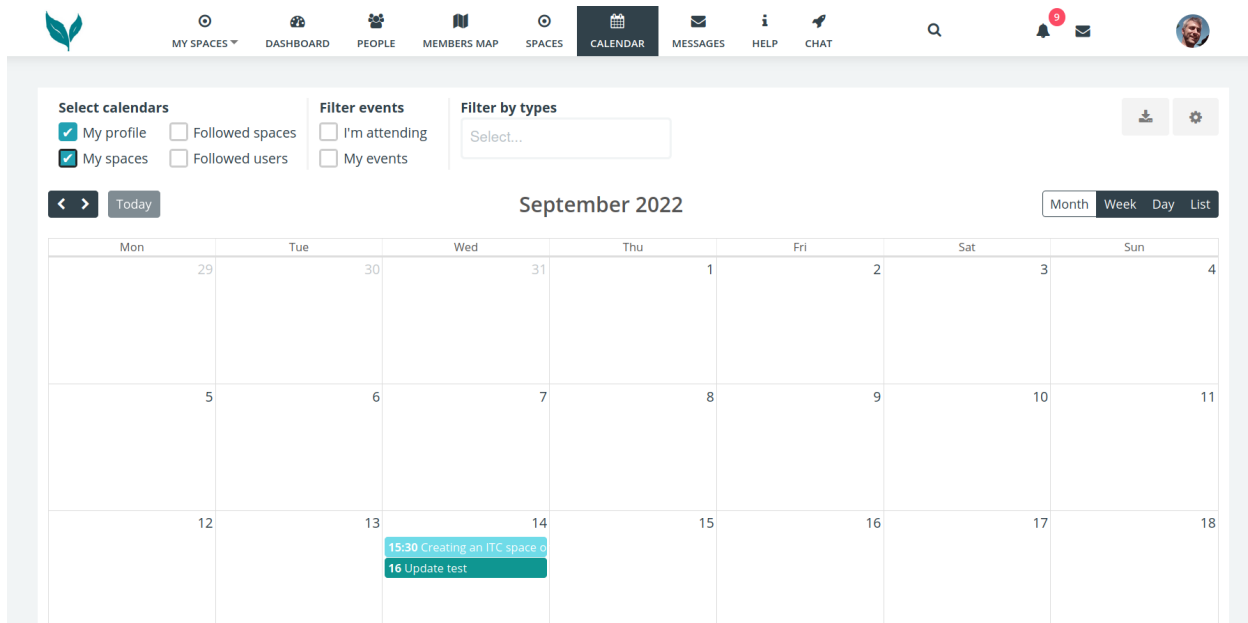 9
MY SPACES DASHBOARD PEOPLE MEMBERS MAP SPACES CALENDAR MESSAGES HELP CHAT
Select calendars Filter events Filter by types
My profile Followed spaces I'm attending Select...
My spaces Followed users My events
Today September 2022 Month Week Day List
Mon Tue Wed Thu Fri Sat Sun
29 30 31 1 2 3 4
5 6 7 8 9 10 11
12 13 14 15 16 17 18
15:30 Creating an ITC space o
16 Update test